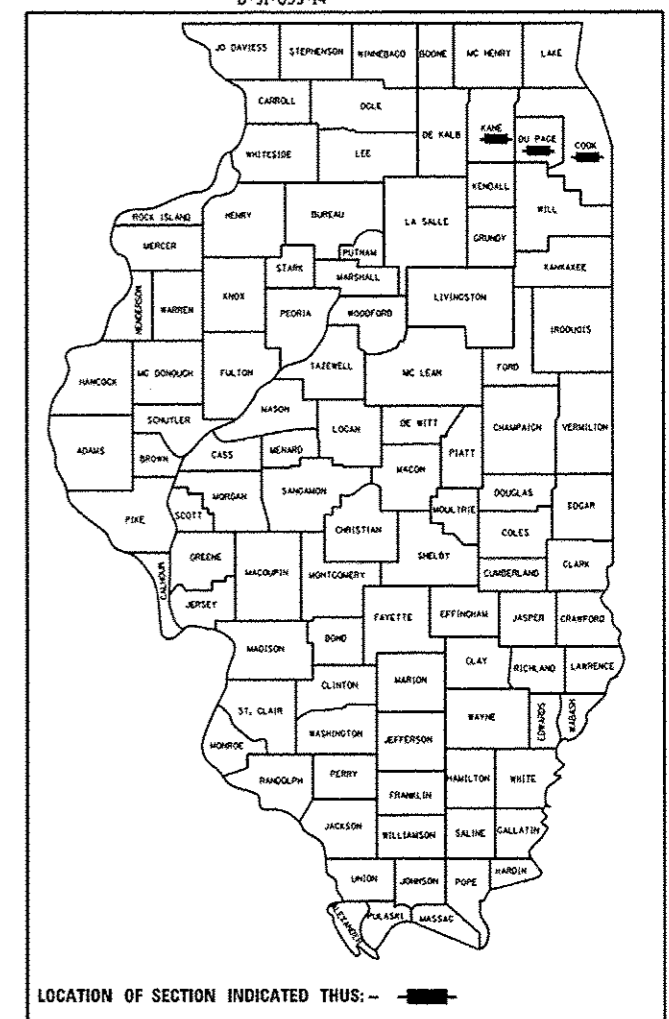 JO DAVIESS STEPHENSON WINNEBAGO BOONE MC HENRY LAKE
CARROLL OGLE DE KALB KANE DU PAGE COOK
WHITESIDE LEE
KENDALL WILL
ROCK ISLAND HENRY BUREAU LA SALLE GRUNDY
MERCER PUTNAM
STARK MARSHALL KANKAKEE
HENDERSON WARREN KNOX PEORIA WOODFORD LIVINGSTON IROQUOIS
HANCOCK MC DONOUGH FULTON TAZEWELL MC LEAN FORD
SCHUYLER MASON LOGAN DE WITT CHAMPAIGN VERMILION
ADAMS BROWN CASS MENARD PIATT
MACON
PIKE SCOTT MORGAN SANGAMON MOULTRIE DOUGLAS EDGAR
CHRISTIAN COLES
GREENE SHELBY
CALHOUN MACOUPIN MONTGOMERY CUMBERLAND CLARK
JERSEY FAYETTE EFFINGHAM JASPER CRAWFORD
MADISON BOND
CLAY RICHLAND LAWRENCE
CLINTON MARION
ST. CLAIR WAYNE EDWARDS WABASH
MONROE WASHINGTON JEFFERSON
RANDOLPH PERRY HAMILTON WHITE
FRANKLIN
JACKSON WILLIAMSON SALINE GALLATIN
UNION JOHNSON POPE HARDIN
ALEXANDER PULASKI MASSAC
LOCATION OF SECTION INDICATED THUS:-